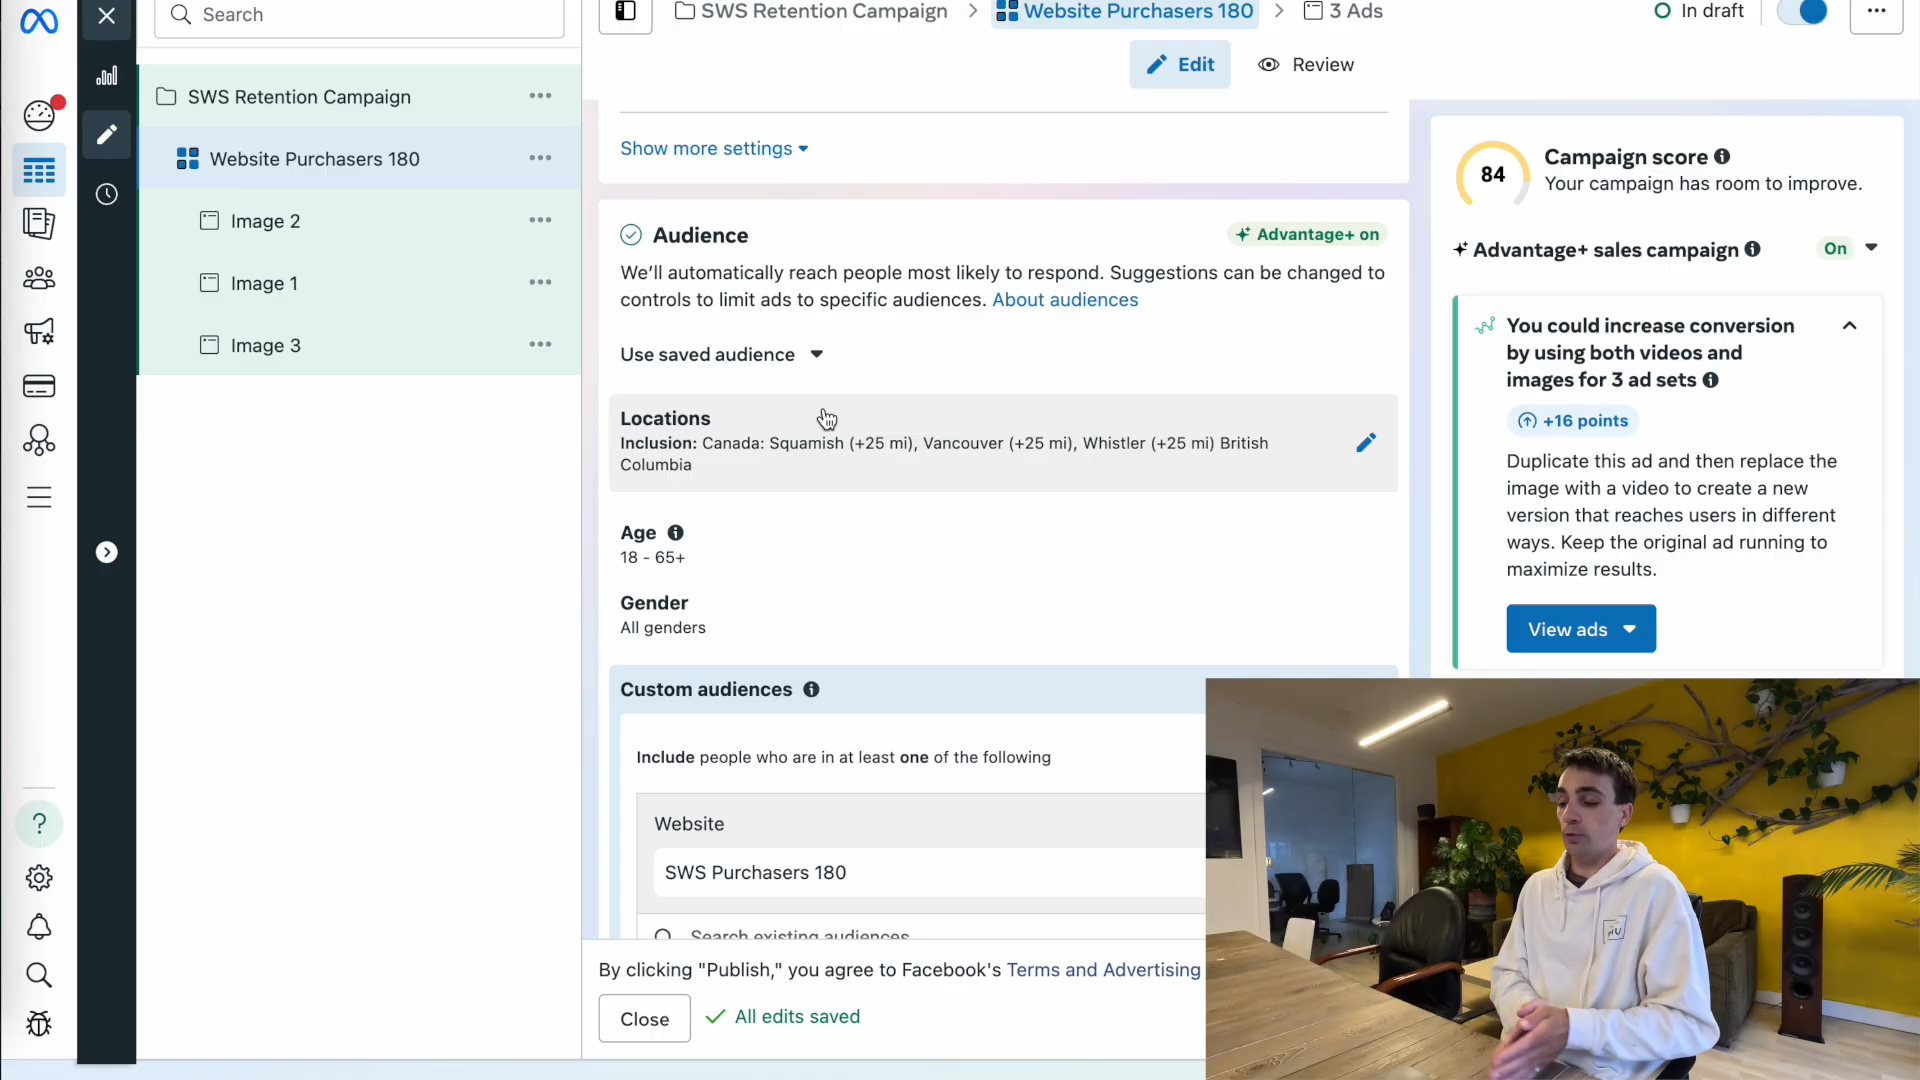 Search
SWS Retention Campaign
Website Purchasers 180
Image 2
Image 1
Image 3
SWS Retention Campaign > Website Purchasers 180 > 3 Ads
In draft
Edit
Review
Show more settings
Audience
Advantage+ on
We'll automatically reach people most likely to respond. Suggestions can be changed to
controls to limit ads to specific audiences. About audiences
Use saved audience
Locations
Inclusion: Canada: Squamish (+25 mi), Vancouver (+25 mi), Whistler (+25 mi) British
Columbia
Age
18 - 65+
Gender
All genders
Custom audiences
Include people who are in at least one of the following
Website
SWS Purchasers 180
Search existing audiences
By clicking "Publish," you agree to Facebook's Terms and Advertising
Close
All edits saved
84
Campaign score
Your campaign has room to improve.
Advantage+ sales campaign
On
You could increase conversion
by using both videos and
images for 3 ad sets
+16 points
Duplicate this ad and then replace the
image with a video to create a new
version that reaches users in different
ways. Keep the original ad running to
maximize results.
View ads